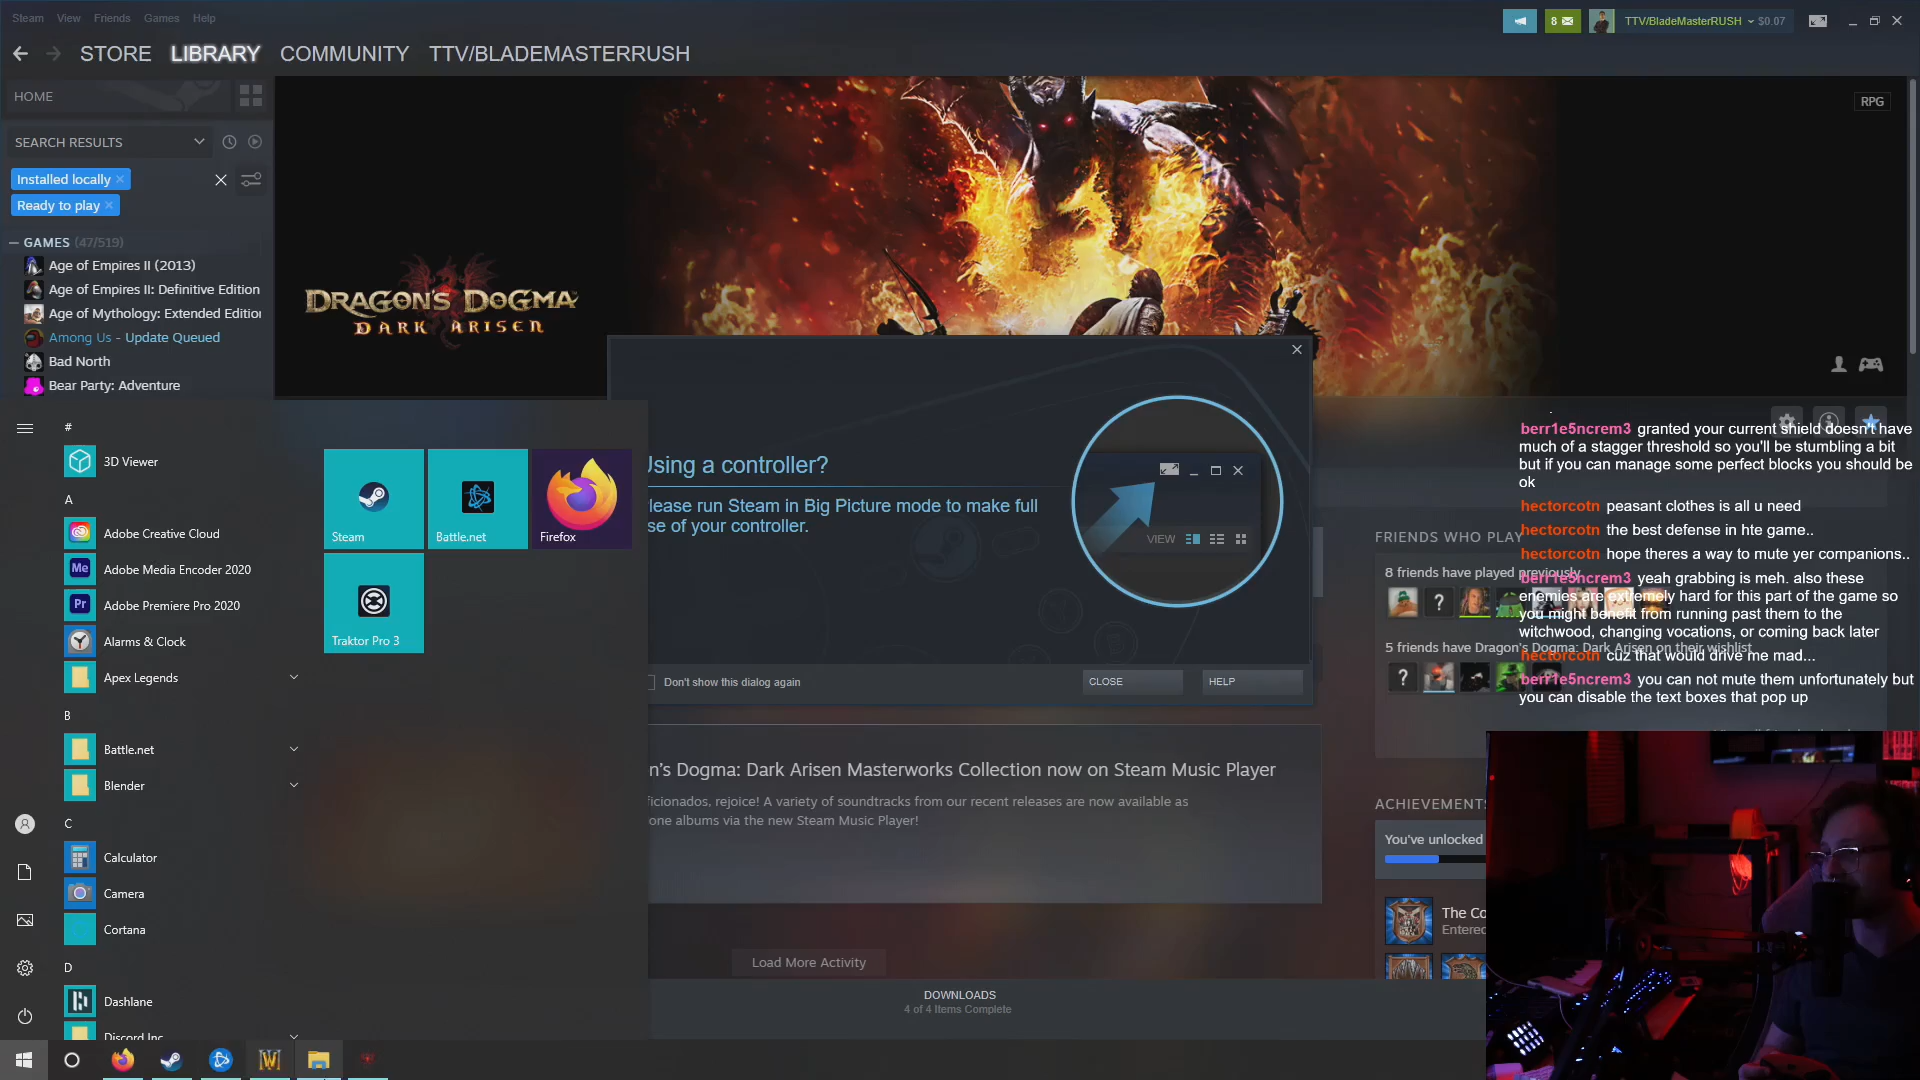 Steam View Friends Games Help
8
TTV/BladeMasterRUSH $0.07
STORE LIBRARY COMMUNITY TTV/BLADEMASTERRUSH
HOME
RPG
SEARCH RESULTS
Installed locally ×
Ready to play ×
GAMES (47/519)
Age of Empires II (2013)
Age of Empires II: Definitive Edition
Age of Mythology: Extended Edition
Among Us - Update Queued
Bad North
Bear Party: Adventure
DRAGON'S DOGMA
DARK ARISEN
#
3D Viewer
A
Adobe Creative Cloud
Adobe Media Encoder 2020
Adobe Premiere Pro 2020
Alarms & Clock
Apex Legends
B
Battle.net
Blender
C
Calculator
Camera
Cortana
D
Dashlane
Discord Inc
Steam
Battle.net
Firefox
Traktor Pro 3
Using a controller?
lease run Steam in Big Picture mode to make full
se of your controller.
VIEW
Don't show this dialog again
CLOSE
HELP
n's Dogma: Dark Arisen Masterworks Collection now on Steam Music Player
ficionados, rejoice! A variety of soundtracks from our recent releases are now available as
one albums via the new Steam Music Player!
Load More Activity
DOWNLOADS
4 of 4 Items Complete
FRIENDS WHO PLAY
8 friends have played previously
5 friends have Dragon's Dogma: Dark Arisen on their wishlist
ACHIEVEMENTS
You've unlocked
The Co
Entered
berr1e5ncrem3 granted your current shield doesn't have
much of a stagger threshold so you'll be stumbling a bit
but if you can manage some perfect blocks you should be
ok
hectorcotn peasant clothes is all u need
hectorcotn the best defense in hte game..
hectorcotn hope theres a way to mute yer companions..
berr1e5ncrem3 yeah grabbing is meh. also these
enemies are extremely hard for this part of the game so
you might benefit from running past them to the
witchwood, changing vocations, or coming back later
hectorcotn cuz that would drive me mad...
berr1e5ncrem3 you can not mute them unfortunately but
you can disable the text boxes that pop up